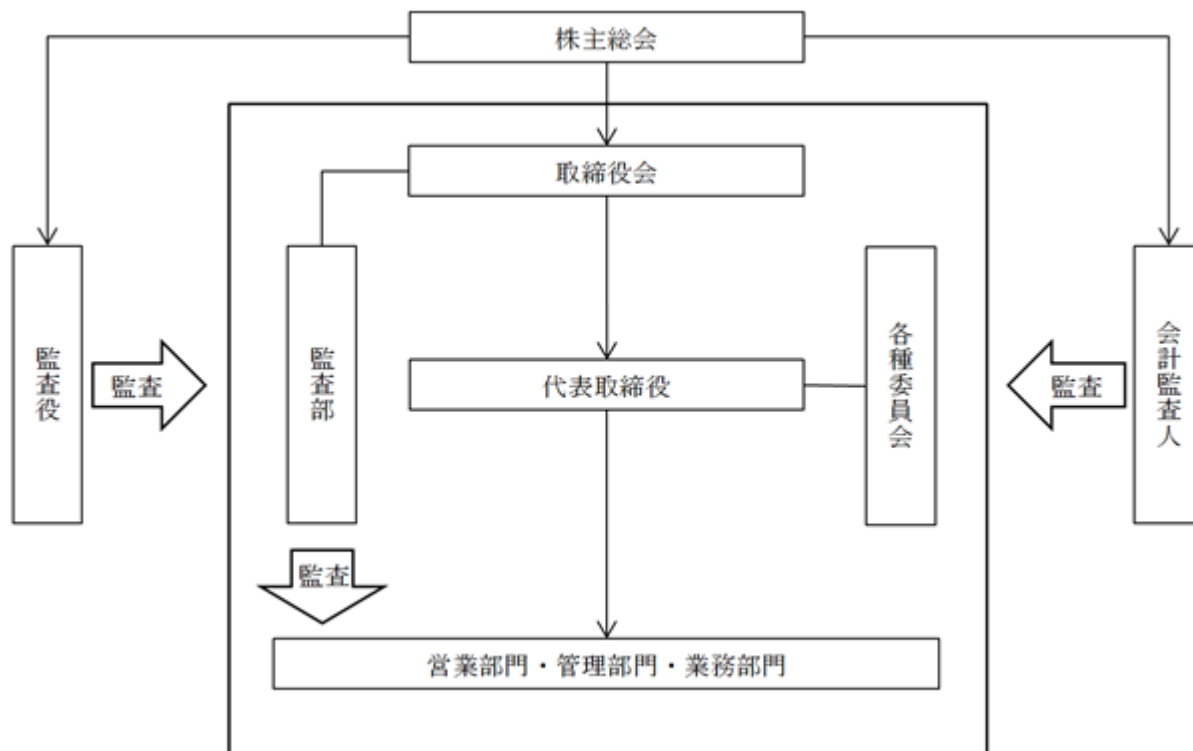 株主総会
取締役会
監査役
監査
監査部
代表取締役
各種委員会
監査
会計監査人
監査
営業部門・管理部門・業務部門